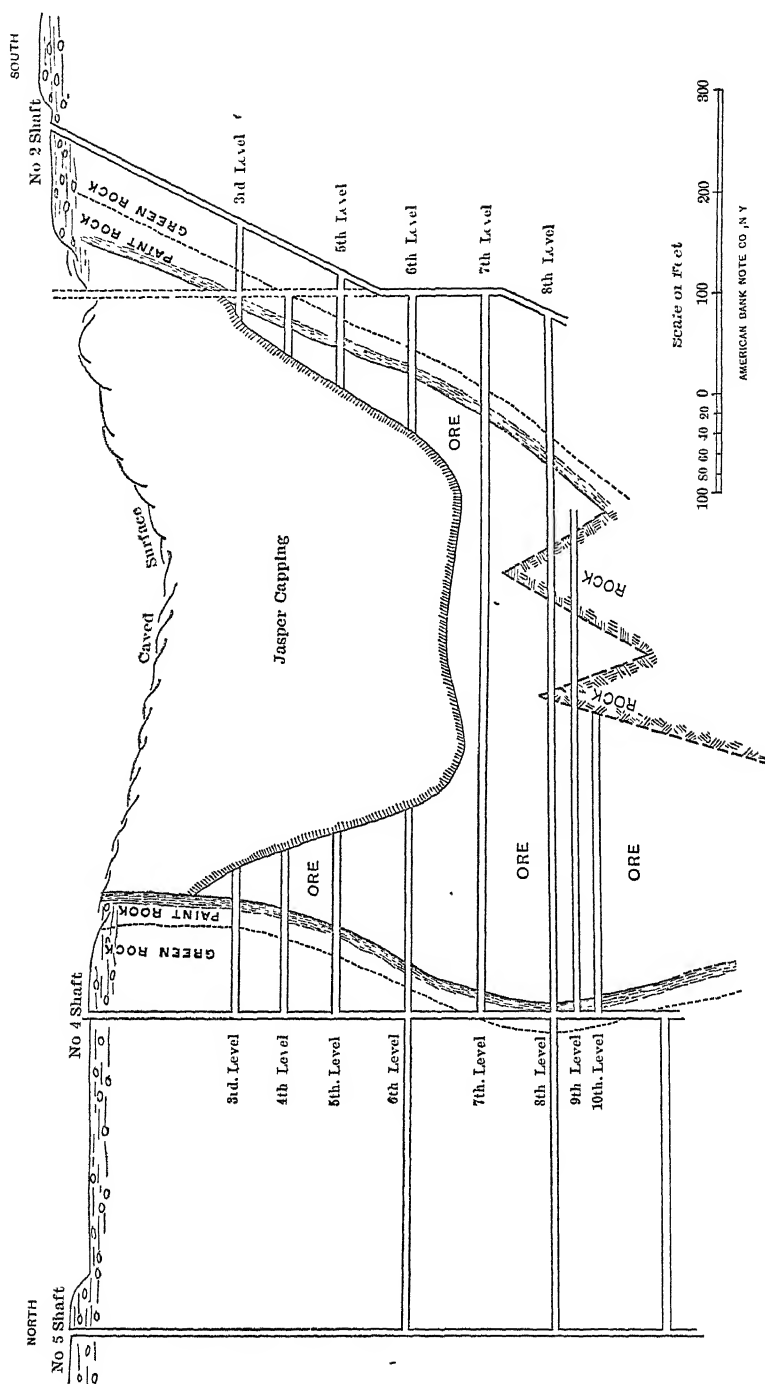 NORTH
No 5 Shaft
No 4 Shaft
No 2 Shaft
SOUTH
GREEN ROCK
PAINT ROCK
Caved
Surface
PAINT ROCK
GREEN ROCK
Jasper Capping
3rd. Level
4th Level
5th. Level
6th Level
7th. Level
8th Level
9th Level
10th. Level
ORE
ORE
ORE
ORE
ROCK
ROCK
3rd Level
5th Level
6th Level
7th Level
8th Level
Scale of Feet
100 80 60 40 20 0 100 200 300
AMERICAN BANK NOTE CO, N Y